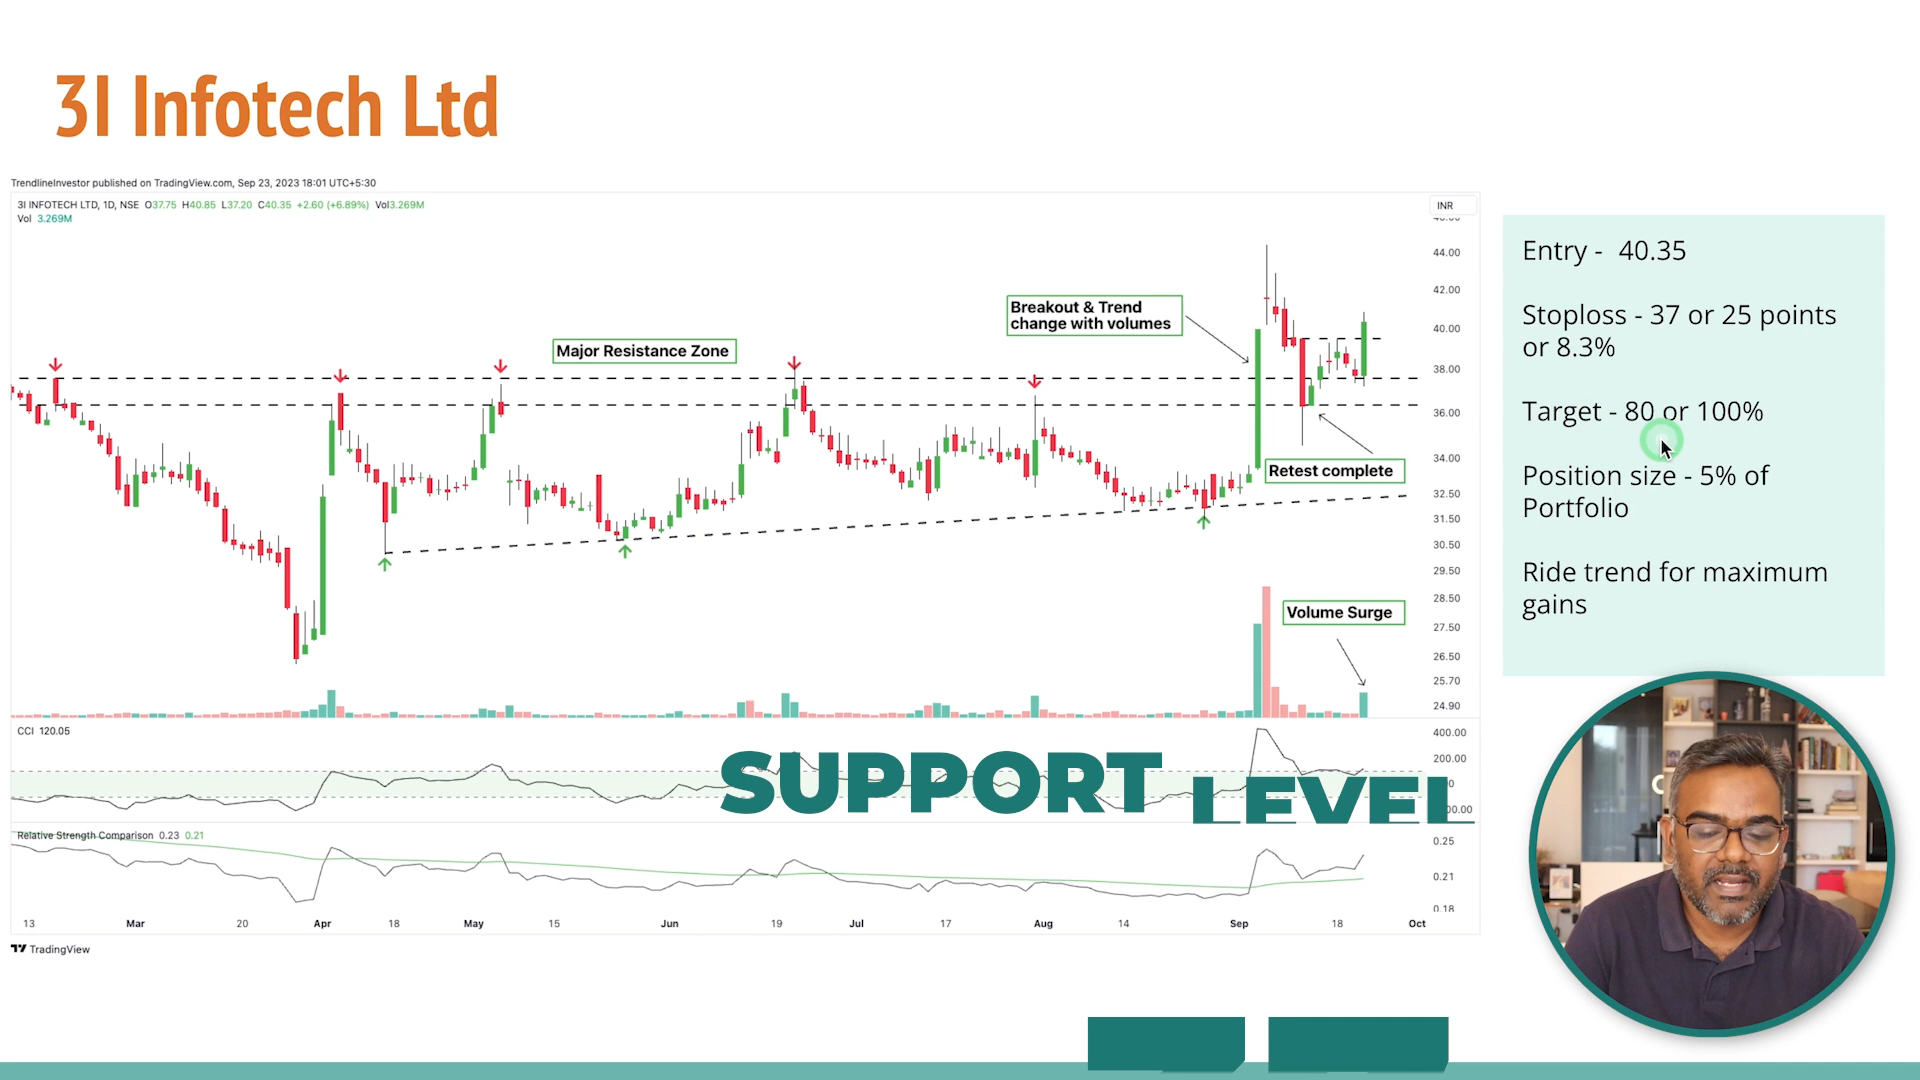 3I Infotech Ltd
TrendlineInvestor published on TradingView.com, Sep 23, 2023 18:01 UTC+5:30
3I INFOTECH LTD, 1D, NSE O37.75 H40.85 L37.20 C40.35 +2.60 (+6.89%) Vol3.269M
Vol 3.269M
INR
44.00
42.00
40.00
38.00
36.00
34.00
32.50
31.50
30.50
29.50
28.50
27.50
26.50
25.70
24.90
Major Resistance Zone
Breakout & Trend
change with volumes
Retest complete
Volume Surge
CCI 120.05
400.00
200.00
SUPPORT LEVEL
Relative Strength Comparison 0.23 0.21
0.25
0.21
0.18
13 Mar 20 Apr 18 May 15 Jun 19 Jul 17 Aug 14 Sep 18 Oct
TradingView
Entry - 40.35
Stoploss - 37 or 25 points
or 8.3%
Target - 80 or 100%
Position size - 5% of
Portfolio
Ride trend for maximum
gains